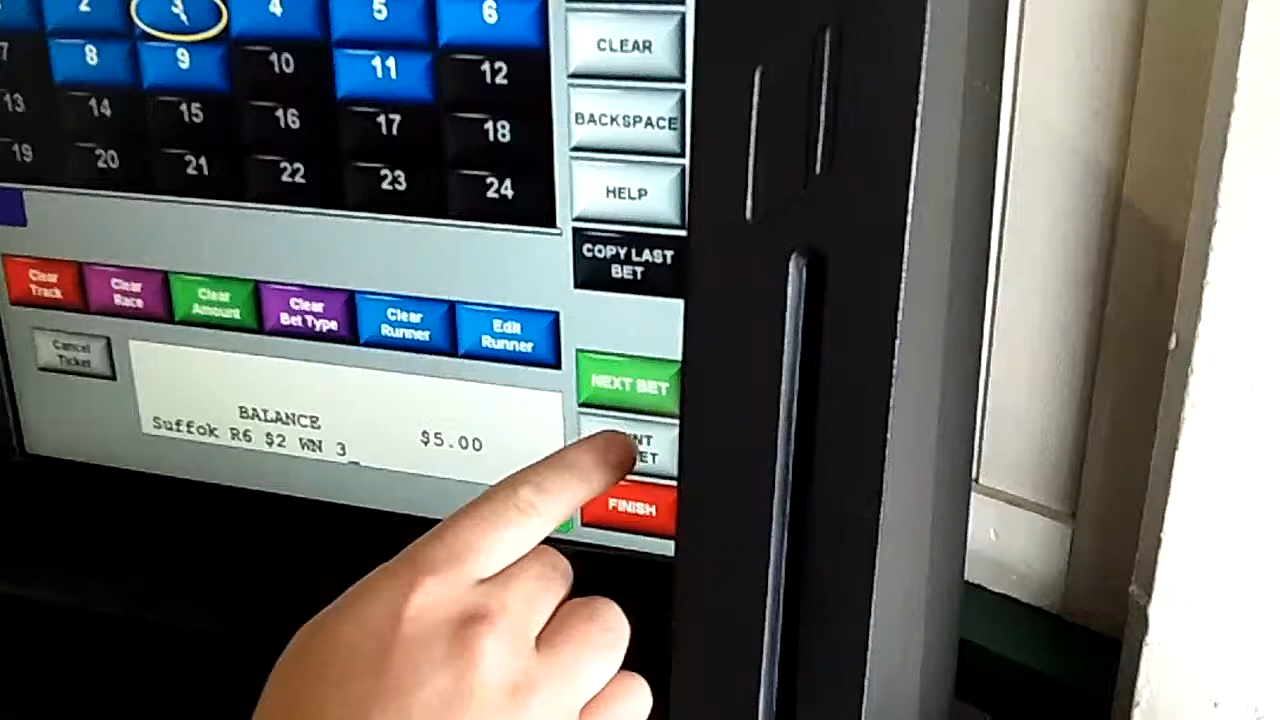 2 3 4 5 6
CLEAR
7 8 9 10 11 12
BACKSPACE
13 14 15 16 17 18
19 20 21 22 23 24
HELP
COPY LAST
BET
Clear
Track
Clear
Race
Clear
Amount
Clear
Bet Type
Clear
Runner
Edit
Runner
Cancel
Ticket
NEXT BET
BALANCE
Suffok R6 $2 WN 3_
$5.00
FINISH